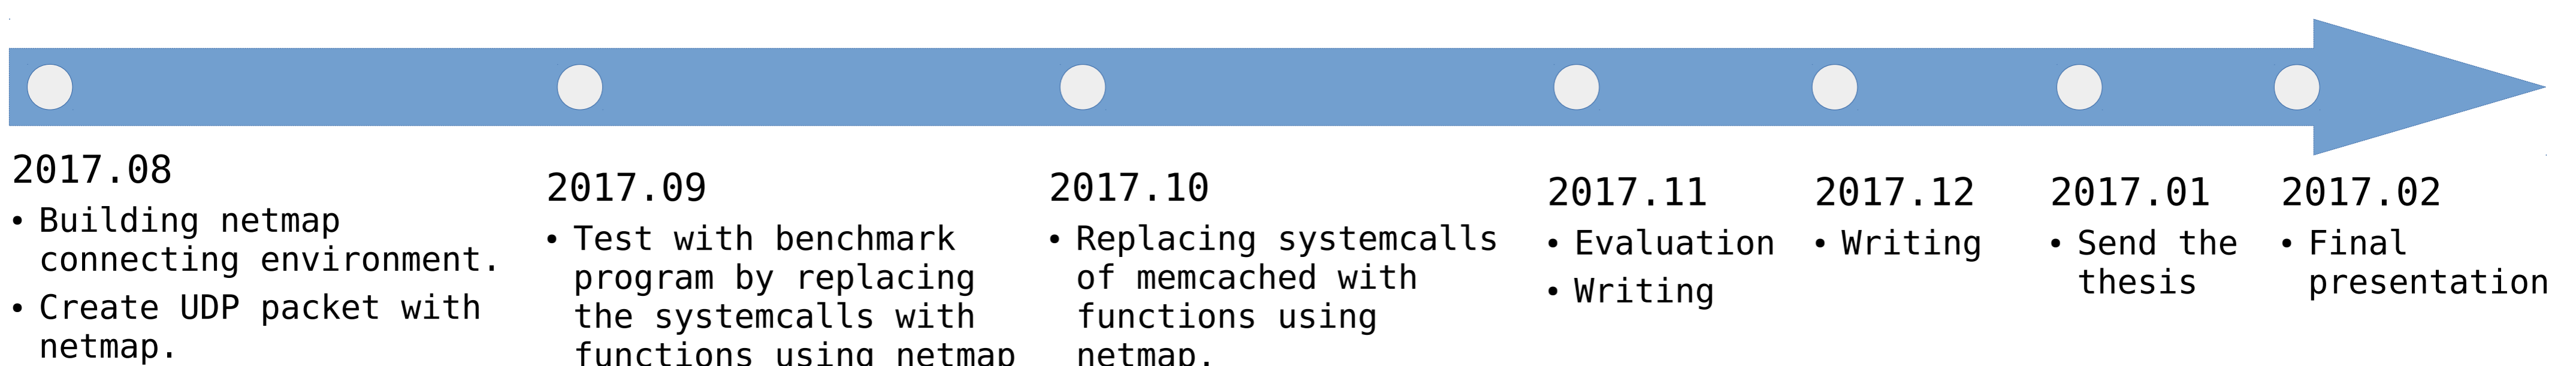 2017.08
• Building netmap
connecting environment.
• Create UDP packet with
netmap.
2017.09
• Test with benchmark
program by replacing
the systemcalls with
functions using netmap
2017.10
• Replacing systemcalls
of memcached with
functions using
netmap.
2017.11
• Evaluation
• Writing
2017.12
• Writing
2017.01
• Send the
thesis
2017.02
• Final
presentation